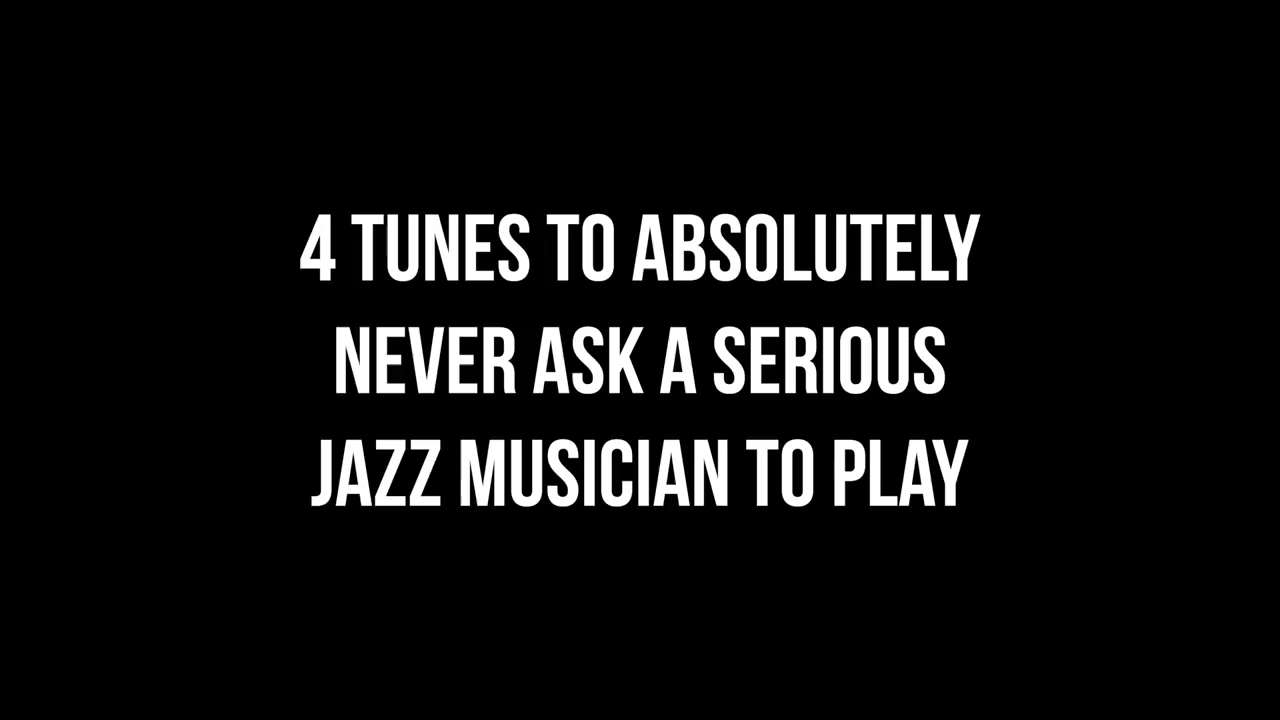 4 TUNES TO ABSOLUTELY
NEVER ASK A SERIOUS
JAZZ MUSICIAN TO PLAY